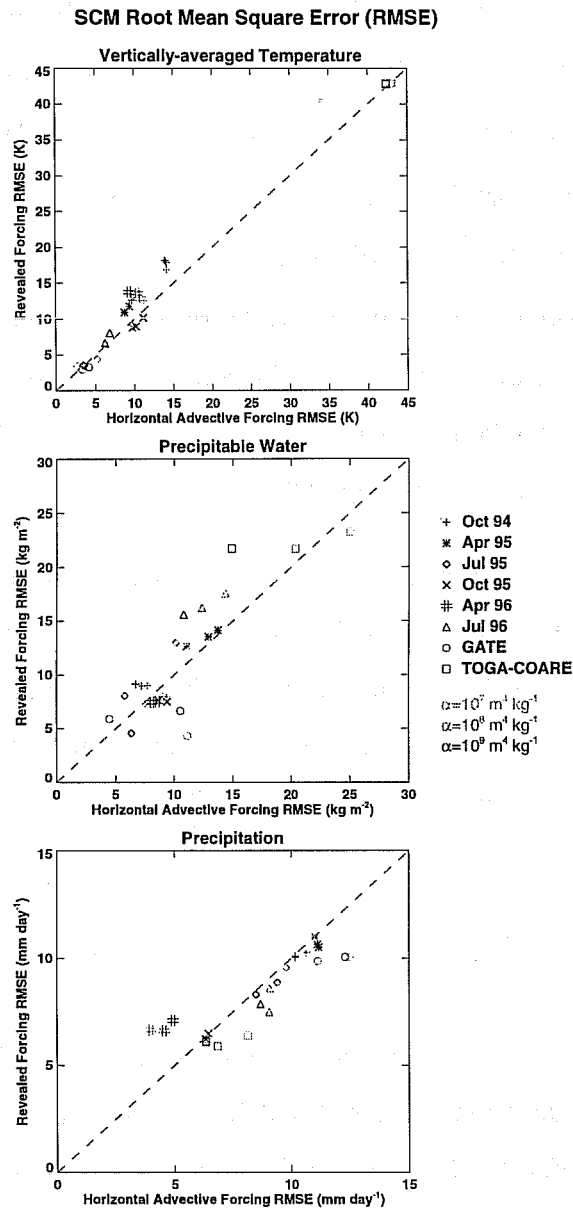 SCM Root Mean Square Error (RMSE)
Vertically-averaged Temperature
45
40
35
30
25
20
15
10
5
0
Revealed Forcing RMSE (K)
0 5 10 15 20 25 30 35 40 45
Horizontal Advective Forcing RMSE (K)
Precipitable Water
30
25
20
15
10
5
0
Revealed Forcing RMSE (kg m⁻²)
0 5 10 15 20 25 30
Horizontal Advective Forcing RMSE (kg m⁻²)
Oct 94
Apr 95
Jul 95
Oct 95
Apr 96
Jul 96
GATE
TOGA-COARE
α=10⁷ m⁴ kg⁻¹
α=10⁸ m⁴ kg⁻¹
α=10⁹ m⁴ kg⁻¹
Precipitation
15
10
5
0
Revealed Forcing RMSE (mm day⁻¹)
0 5 10 15
Horizontal Advective Forcing RMSE (mm day⁻¹)